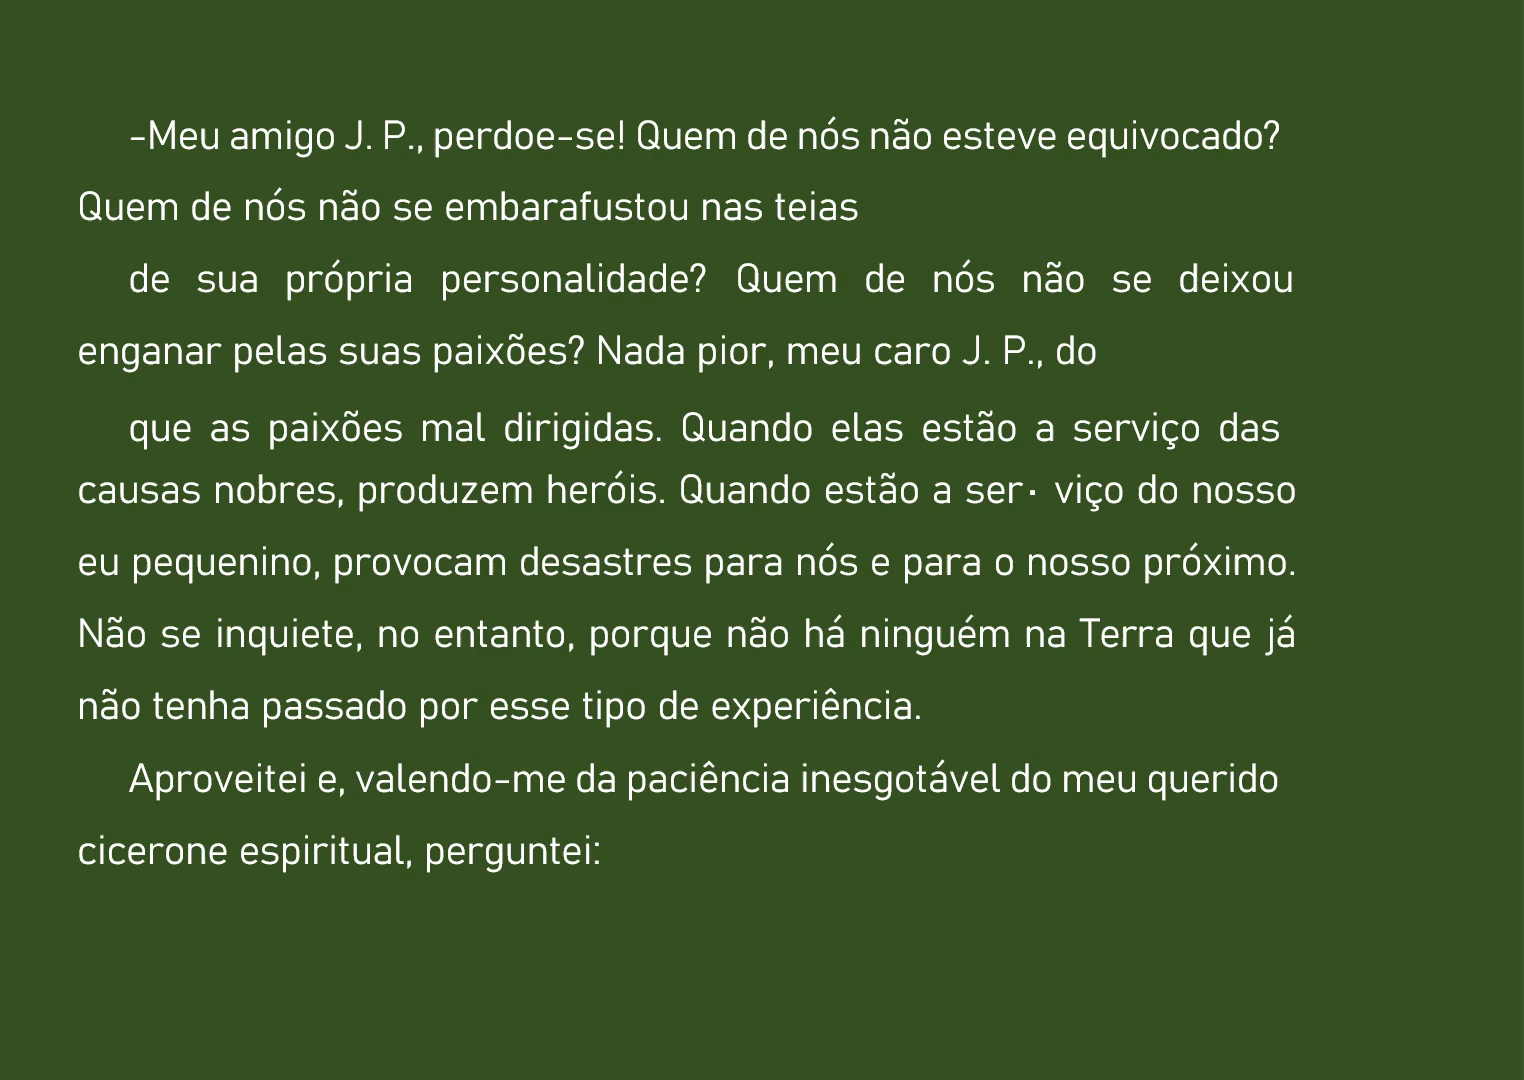 -Meu amigo J. P., perdoe-se! Quem de nós não esteve equivocado?
Quem de nós não se embarafustou nas teias
de sua própria personalidade? Quem de nós não se deixou
enganar pelas suas paixões? Nada pior, meu caro J. P., do
que as paixões mal dirigidas. Quando elas estão a serviço das
causas nobres, produzem heróis. Quando estão a ser· viço do nosso
eu pequenino, provocam desastres para nós e para o nosso próximo.
Não se inquiete, no entanto, porque não há ninguém na Terra que já
não tenha passado por esse tipo de experiência.
Aproveitei e, valendo-me da paciência inesgotável do meu querido
cicerone espiritual, perguntei: